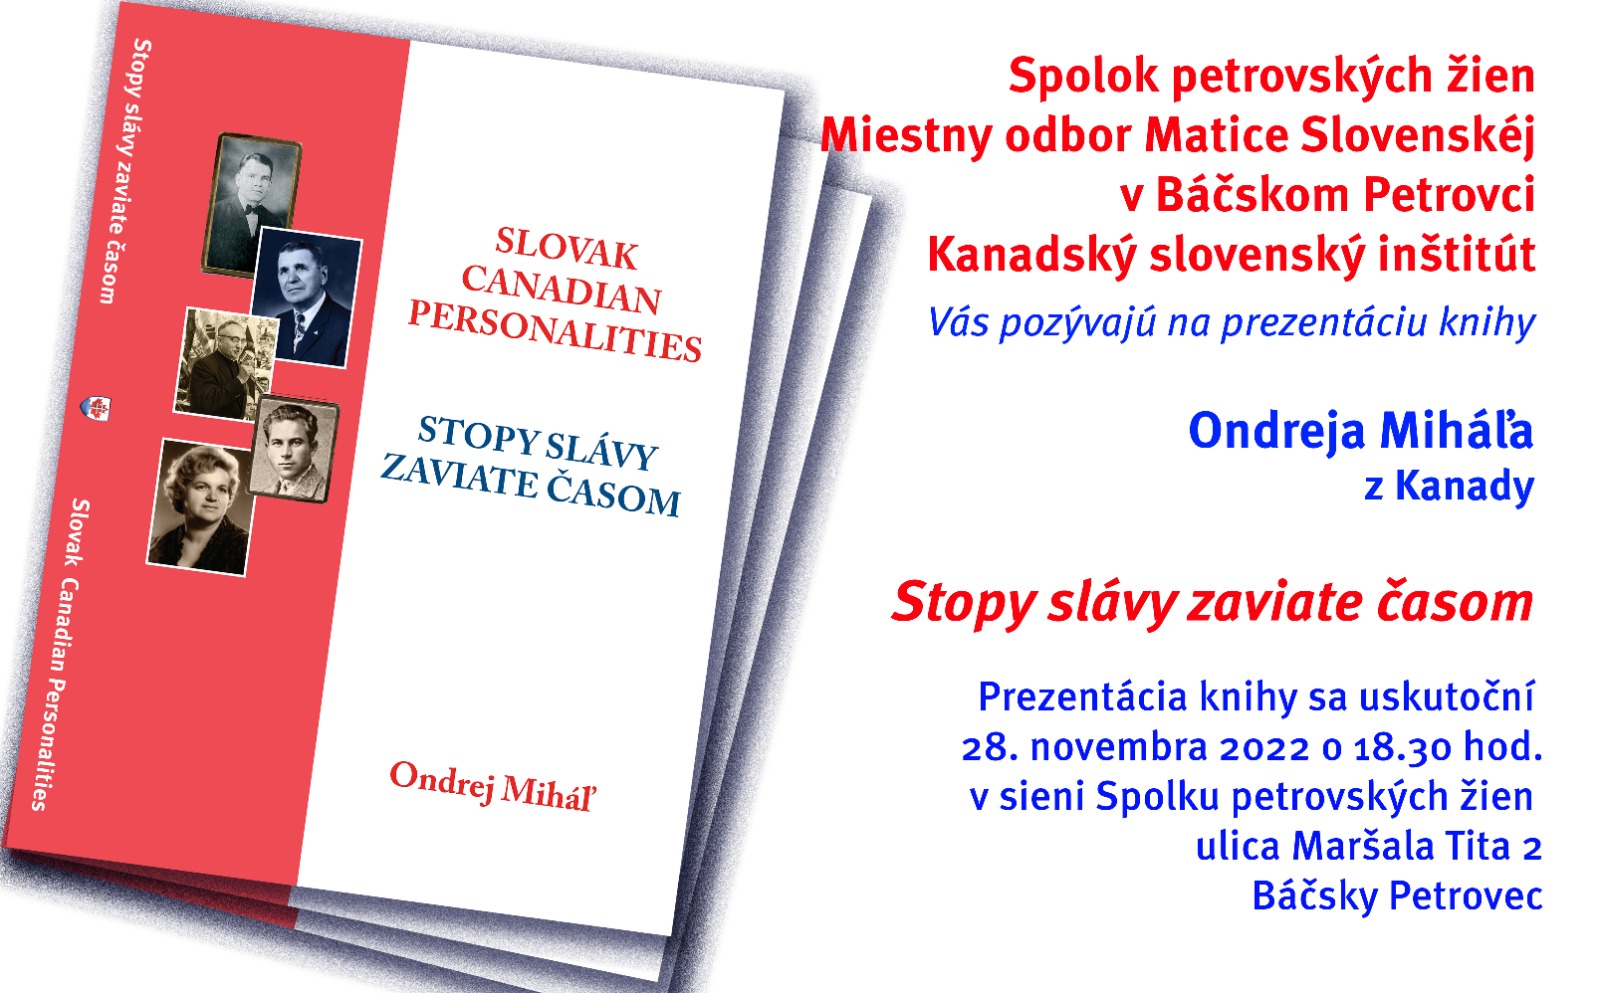 Stopy slávy zaviate časom
Slovak Canadian Personalities
SLOVAK
CANADIAN
PERSONALITIES
STOPY SLÁVY
ZAVIATE ČASOM
Ondrej Miháľ
Spolok petrovských žien
Miestny odbor Matice Slovenskéj
v Báčskom Petrovci
Kanadský slovenský inštitút
Vás pozývajú na prezentáciu knihy
Ondreja Miháľa
z Kanady
Stopy slávy zaviate časom
Prezentácia knihy sa uskutoční
28. novembra 2022 o 18.30 hod.
v sieni Spolku petrovských žien
ulica Maršala Tita 2
Báčsky Petrovec